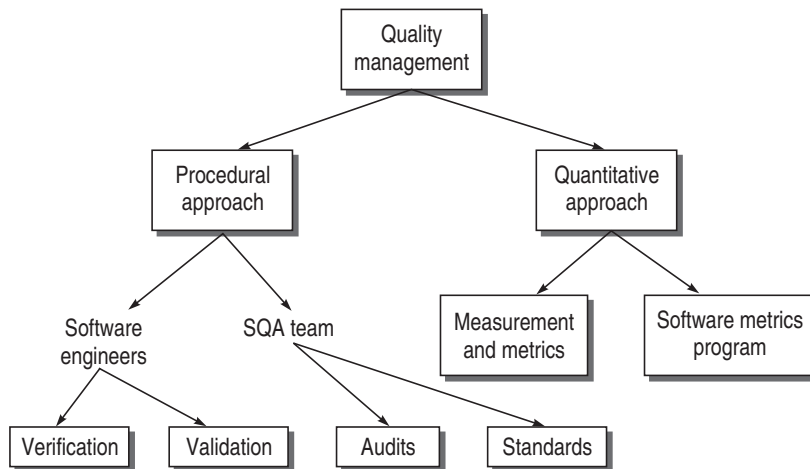 Quality
management
Procedural
approach
Quantitative
approach
Software
engineers
SQA team
Measurement
and metrics
Software metrics
program
Verification
Validation
Audits
Standards